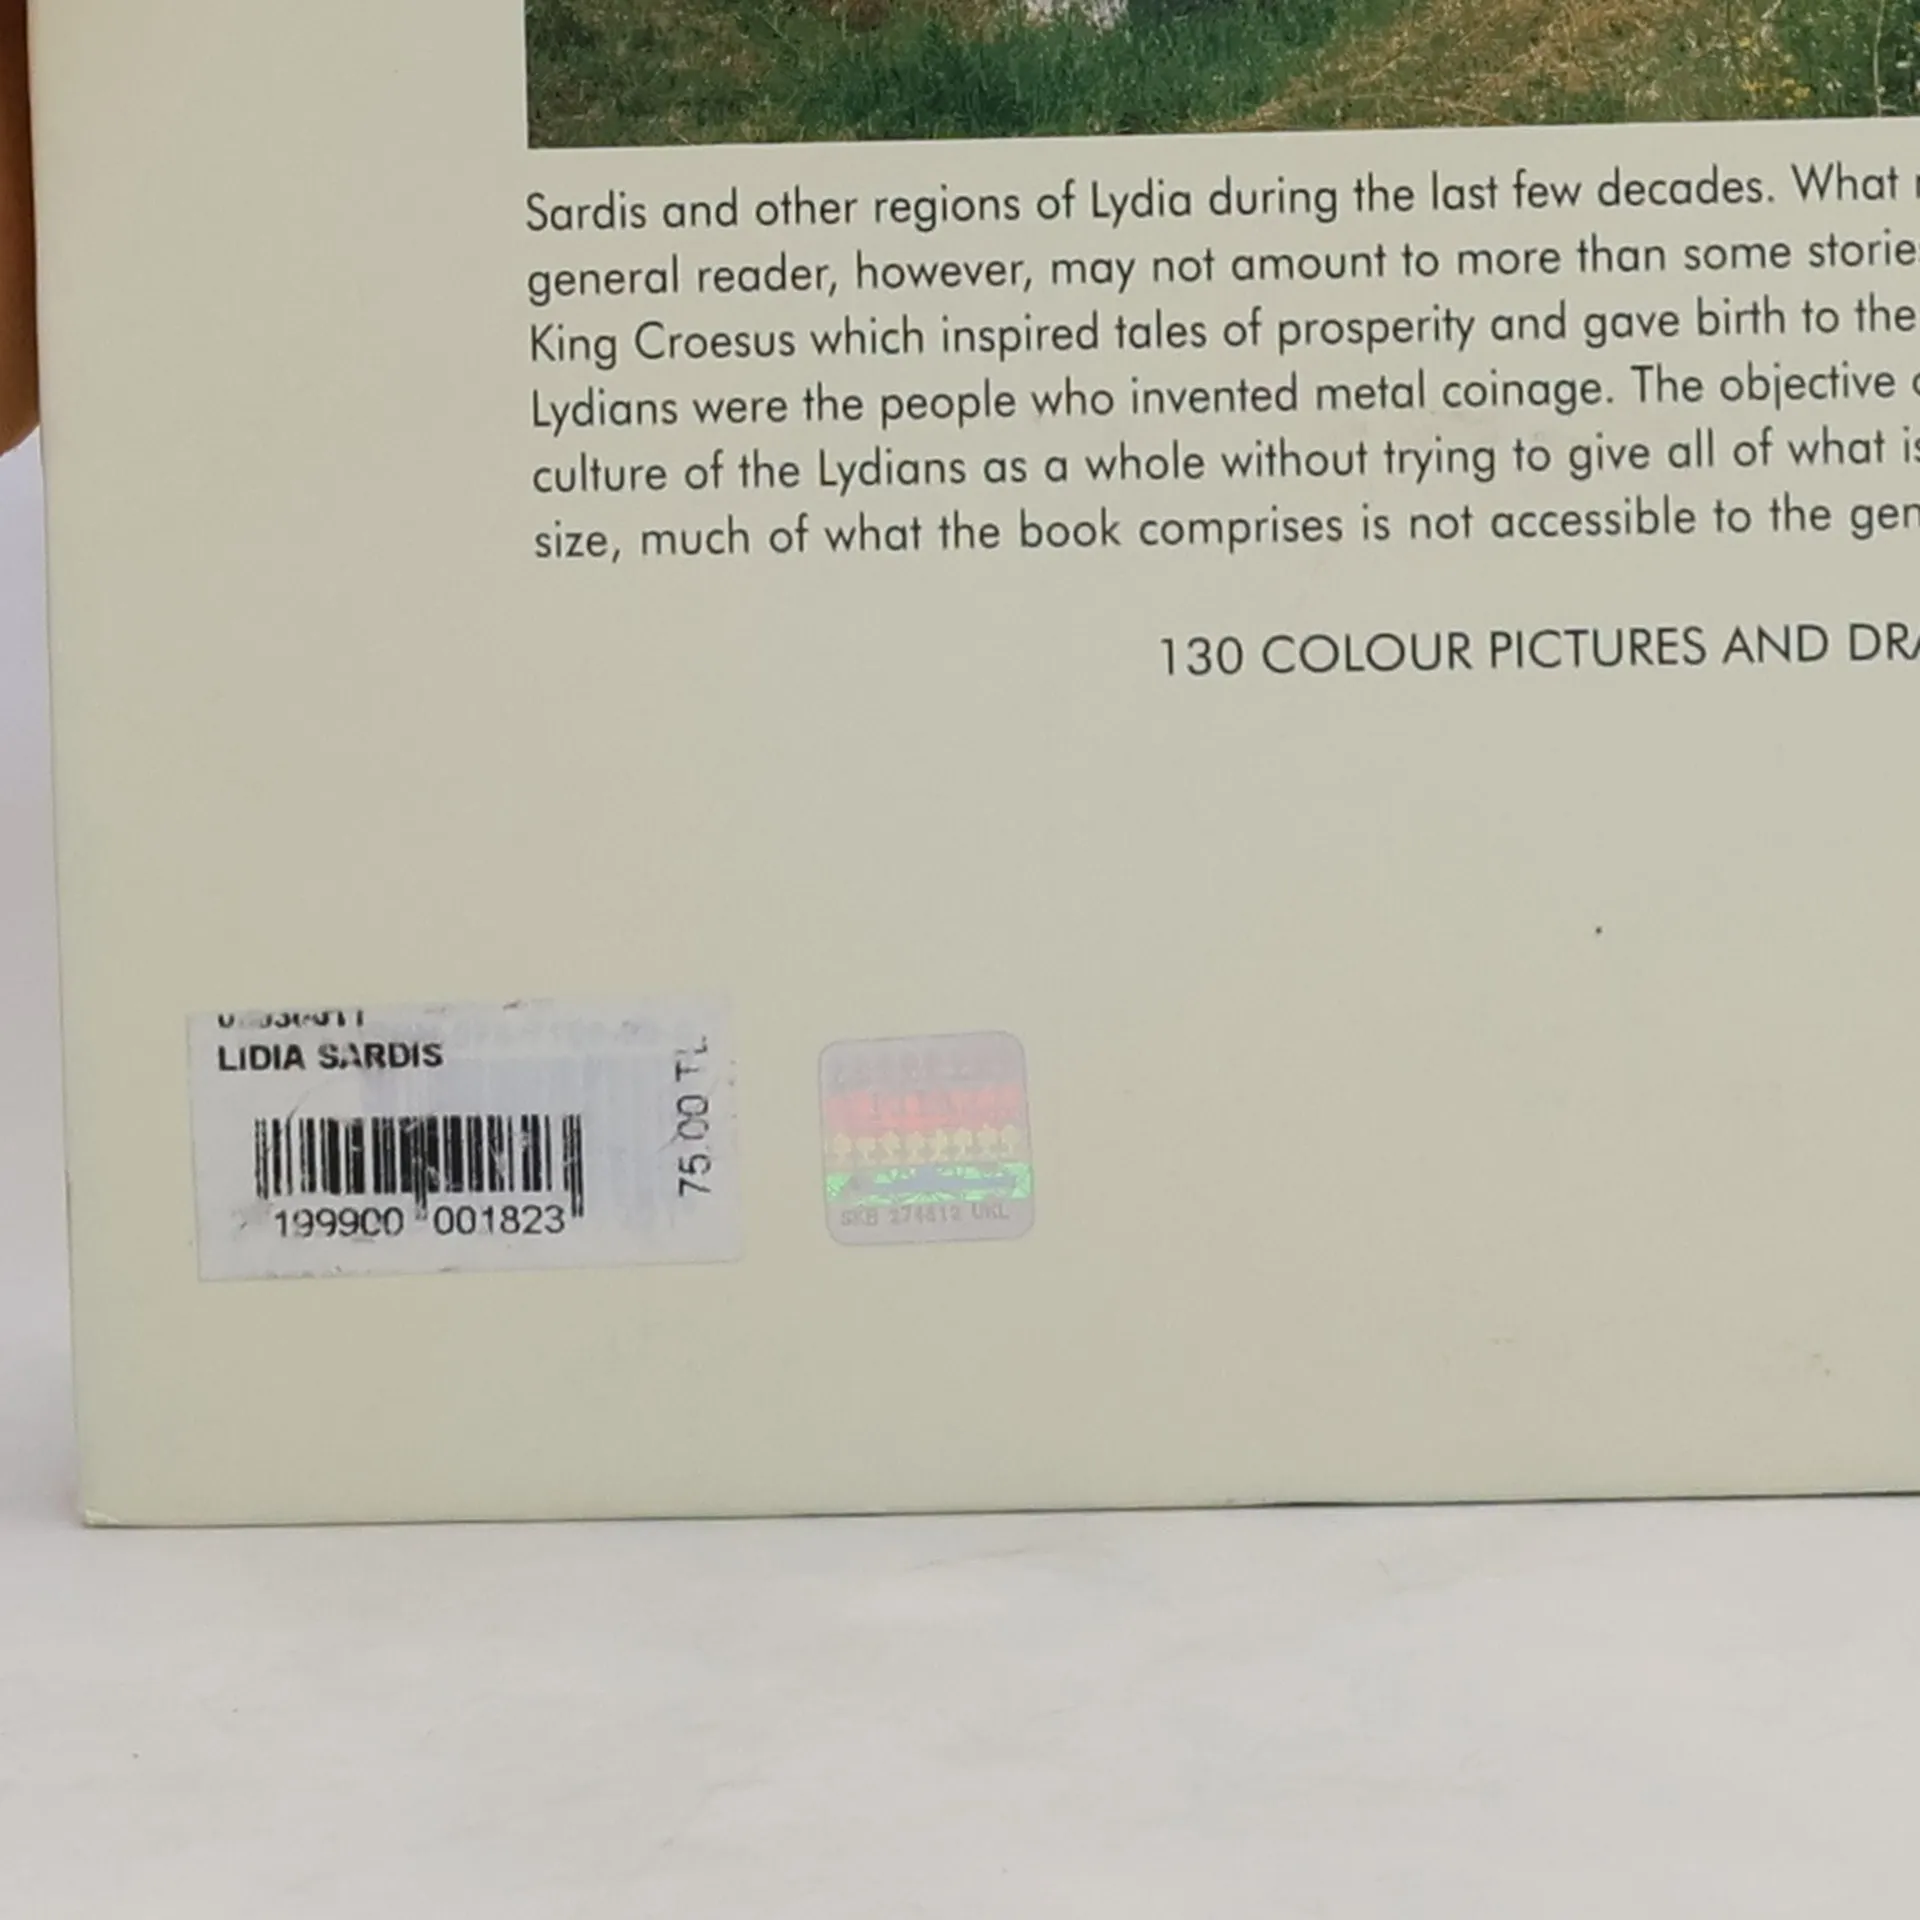 Sardis and other regions of Lydia during the last few decades. What
general reader, however, may not amount to more than some storie
King Croesus which inspired tales of prosperity and gave birth to the
Lydians were the people who invented metal coinage. The objective
culture of the Lydians as a whole without trying to give all of what is
size, much of what the book comprises is not accessible to the gen
130 COLOUR PICTURES AND DRA
LIDIA SARDIS
75.00 TL
199900 001823